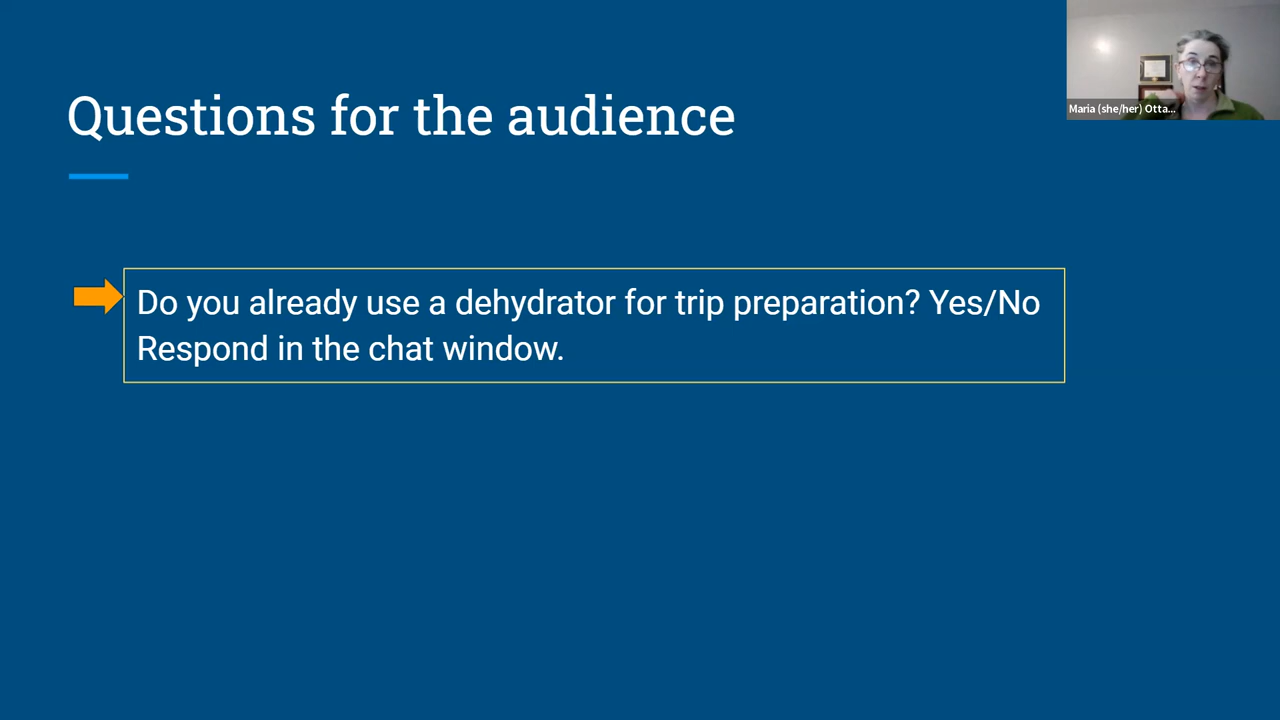 Questions for the audience
Maria (she/her) Otta...
Do you already use a dehydrator for trip preparation? Yes/No
Respond in the chat window.